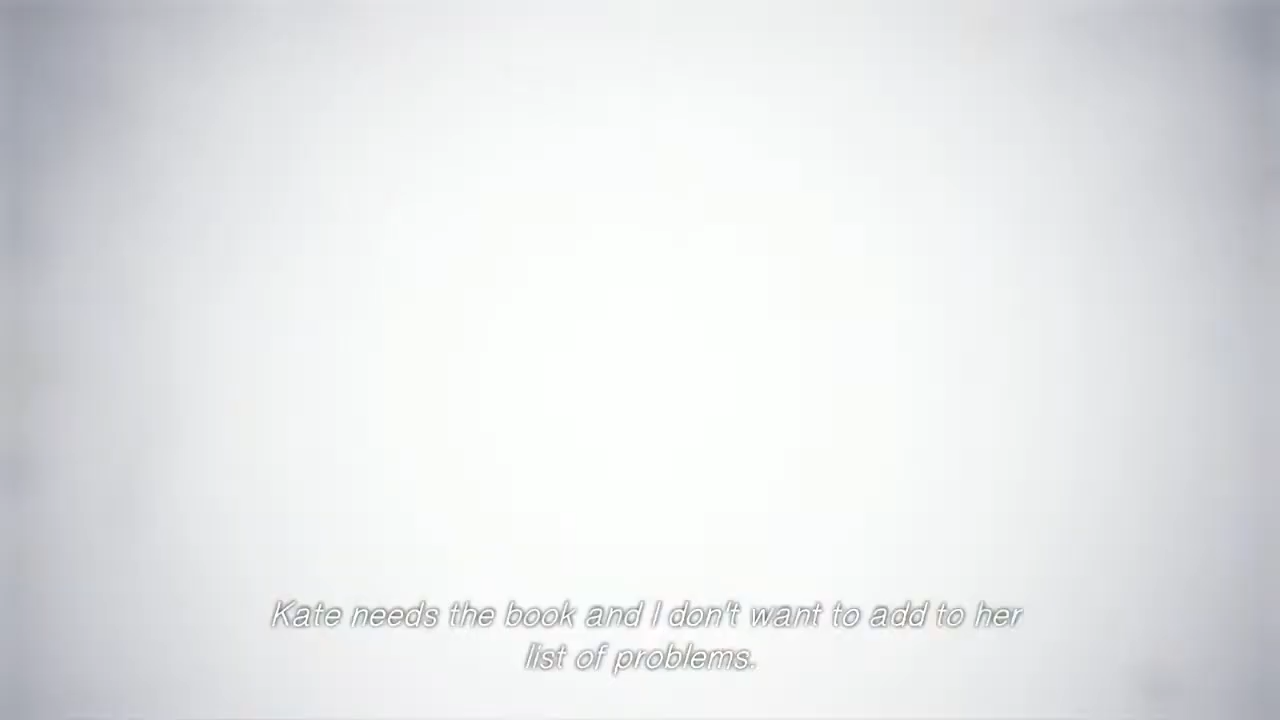 Kate needs the book and I don't want to add to her
list of problems.